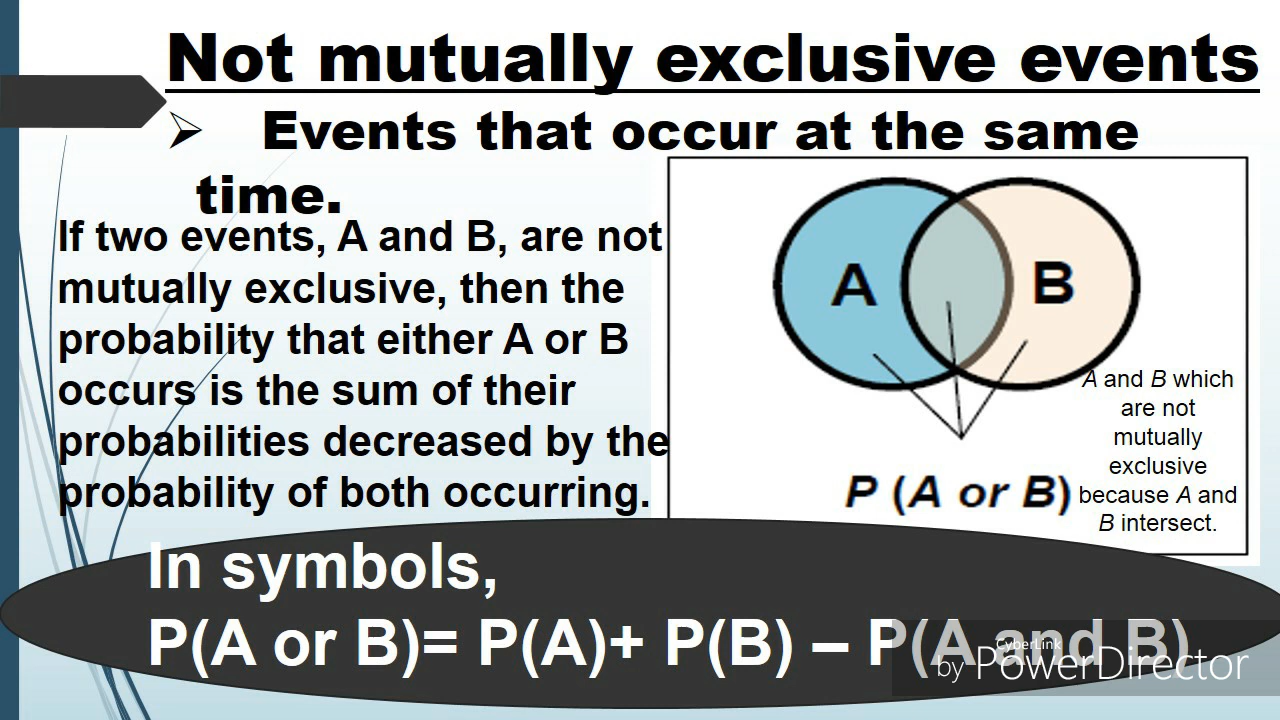 Not mutually exclusive events
Events that occur at the same
time.
If two events, A and B, are not
mutually exclusive, then the
probability that either A or B
occurs is the sum of their
probabilities decreased by the
probability of both occurring.
A
B
P (A or B)
A and B which
are not
mutually
exclusive
because A and
B intersect.
In symbols,
P(A or B)= P(A)+ P(B) – P(A and B)
CyberLink
by PowerDirector